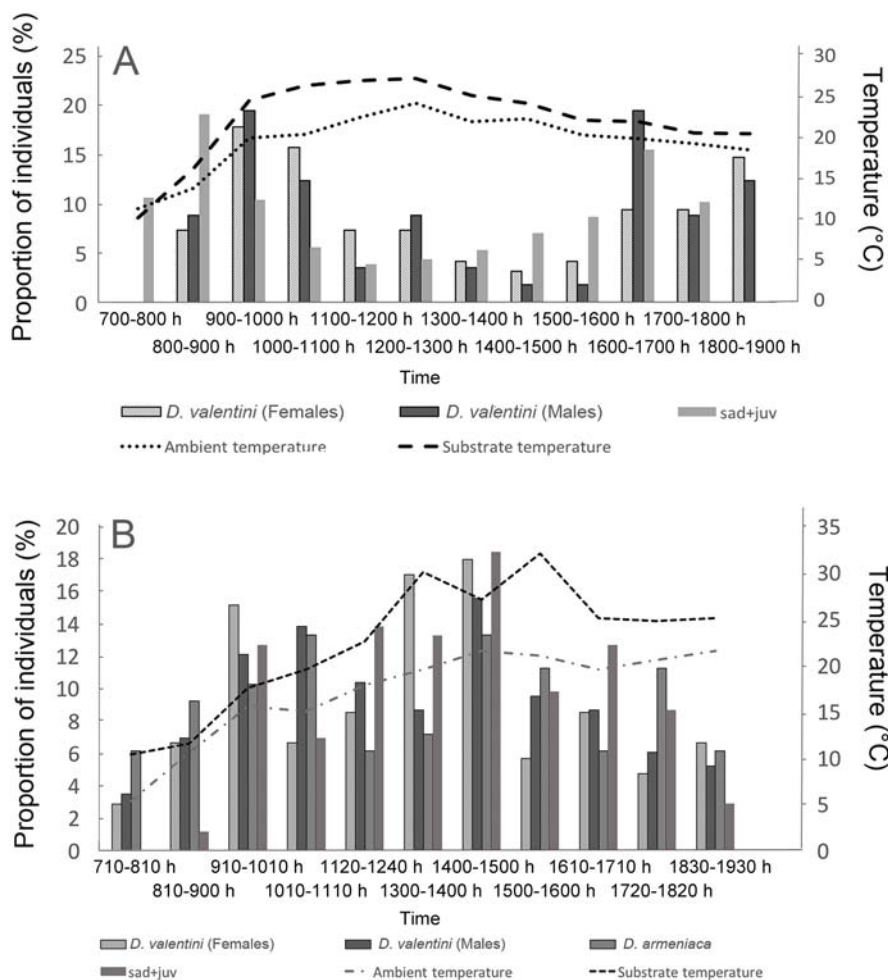 A
Proportion of individuals (%)
25
20
15
10
5
0
30
25
20
15
10
5
0
Temperature (°C)
700-800 h 900-1000 h 1100-1200 h 1300-1400 h 1500-1600 h 1700-1800 h
800-900 h 1000-1100 h 1200-1300 h 1400-1500 h 1600-1700 h 1800-1900 h
Time
D. valentini (Females) D. valentini (Males) sad+juv
Ambient temperature Substrate temperature
B
Proportion of individuals (%)
20
18
16
14
12
10
8
6
4
2
0
35
30
25
20
15
10
5
0
Temperature (°C)
710-810 h 910-1010 h 1120-1240 h 1400-1500 h 1610-1710 h 1830-1930 h
810-900 h 1010-1110 h 1300-1400 h 1500-1600 h 1720-1820 h
Time
D. valentini (Females) D. valentini (Males) D. armeniaca
sad+juv Ambient temperature Substrate temperature